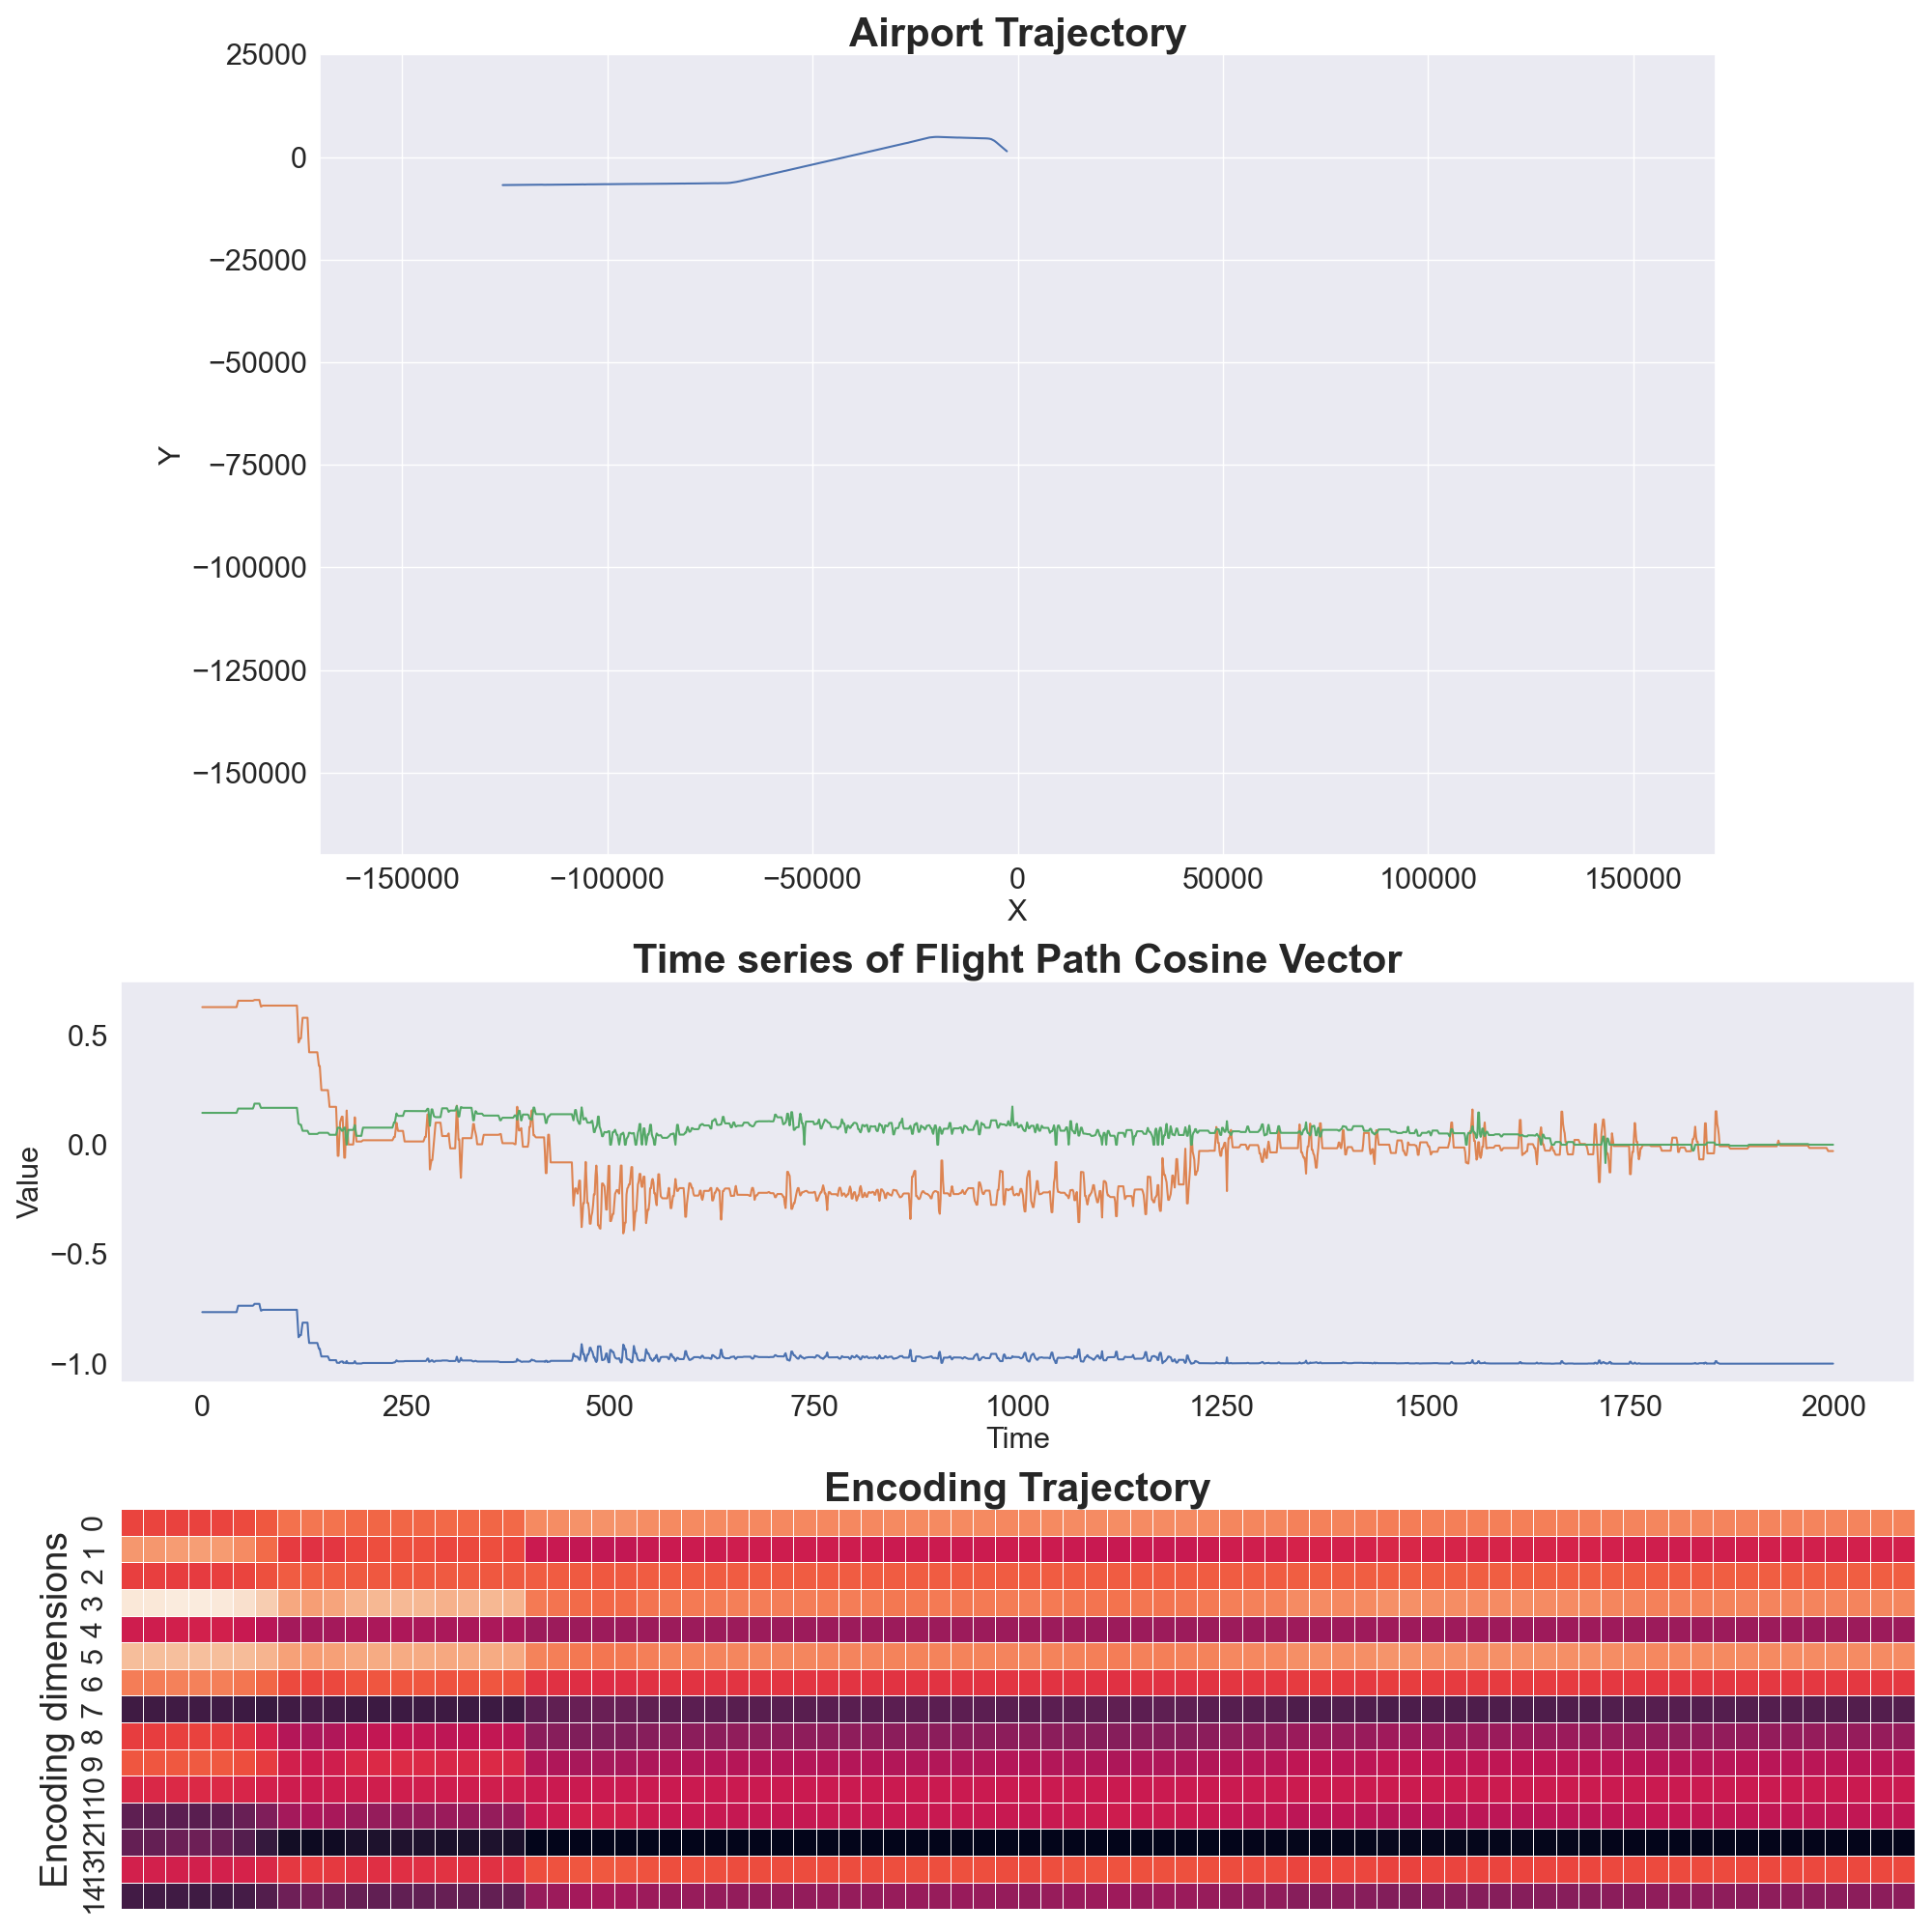 Airport Trajectory
25000
0
−25000
−50000
−75000
−100000
−125000
−150000
Y
−150000 −100000 −50000 0 50000 100000 150000
X
Time series of Flight Path Cosine Vector
0.5
0.0
−0.5
−1.0
Value
0 250 500 750 1000 1250 1500 1750 2000
Time
Encoding Trajectory
Encoding dimensions
0
1
2
3
4
5
6
7
8
9
10
11
12
13
14